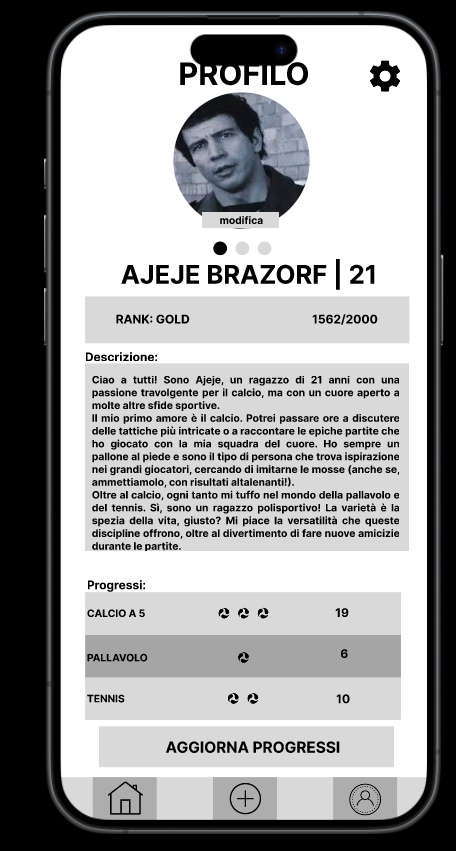 PROFILO
modifica
AJEJE BRAZORF | 21
RANK: GOLD 1562/2000
Descrizione:
Ciao a tutti! Sono Ajeje, un ragazzo di 21 anni con una
passione travolgente per il calcio, ma con un cuore aperto a
molte altre sfide sportive.
Il mio primo amore è il calcio. Potrei passare ore a discutere
delle tattiche più intricate o a raccontare le epiche partite che
ho giocato con la mia squadra del cuore. Ho sempre un
pallone al piede e sono il tipo di persona che trova ispirazione
nei grandi giocatori, cercando di imitarne le mosse (anche se,
ammettiamolo, con risultati altalenanti!).
Oltre al calcio, ogni tanto mi tuffo nel mondo della pallavolo e
del tennis. Sì, sono un ragazzo polisportivo! La varietà è la
spezia della vita, giusto? Mi piace la versatilità che queste
discipline offrono, oltre al divertimento di fare nuove amicizie
durante le partite.
Progressi:
CALCIO A 5 19
PALLAVOLO 6
TENNIS 10
AGGIORNA PROGRESSI